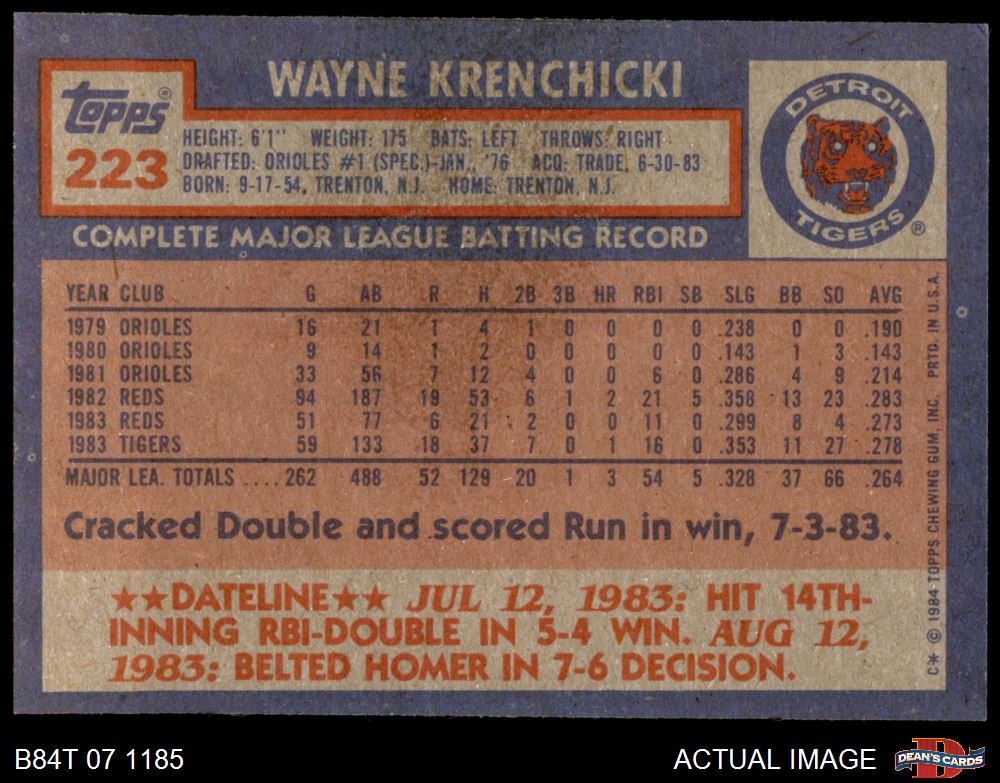 WAYNE KRENCHICKI
Topps®
223
HEIGHT: 6'1" WEIGHT: 175 BATS: LEFT THROWS: RIGHT
DRAFTED: ORIOLES #1 (SPEC.)-JAN., '76 ACQ: TRADE, 6-30-83
BORN: 9-17-54, TRENTON, N.J. HOME: TRENTON, N.J.
DETROIT
TIGERS®
COMPLETE MAJOR LEAGUE BATTING RECORD
YEAR CLUB G AB R H 2B 3B HR RBI SB SLG BB SO AVG
1979 ORIOLES 16 21 1 4 1 0 0 0 0 .238 0 0 .190
1980 ORIOLES 9 14 1 2 0 0 0 0 0 .143 1 3 .143
1981 ORIOLES 33 56 7 12 4 0 0 6 0 .286 4 9 .214
1982 REDS 94 187 19 53 6 1 2 21 5 .358 13 23 .283
1983 REDS 51 77 6 21 2 0 0 11 0 .299 8 4 .273
1983 TIGERS 59 133 18 37 7 0 1 16 0 .353 11 27 .278
MAJOR LEA. TOTALS .... 262 488 52 129 20 1 3 54 5 .328 37 66 .264
Cracked Double and scored Run in win, 7-3-83.
★★DATELINE★★ JUL 12, 1983: HIT 14TH-
INNING RBI-DOUBLE IN 5-4 WIN. AUG 12,
1983: BELTED HOMER IN 7-6 DECISION.
C* © 1984 TOPPS CHEWING GUM, INC. PRTD. IN U.S.A.
B84T 07 1185
ACTUAL IMAGE
DEAN'S CARDS